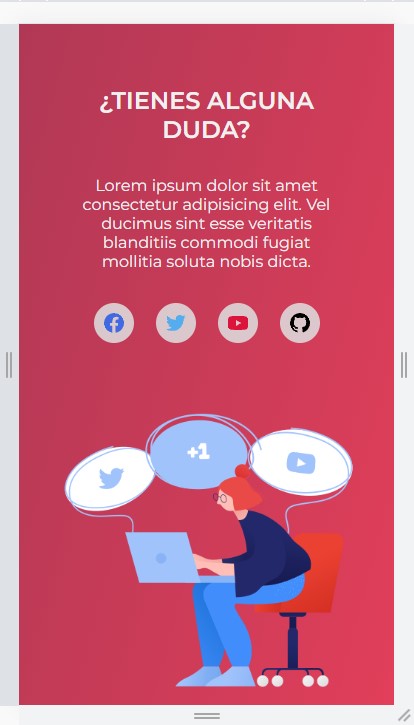 ¿TIENES ALGUNA
DUDA?
Lorem ipsum dolor sit amet
consectetur adipisicing elit. Vel
ducimus sint esse veritatis
blanditiis commodi fugiat
mollitia soluta nobis dicta.
+1